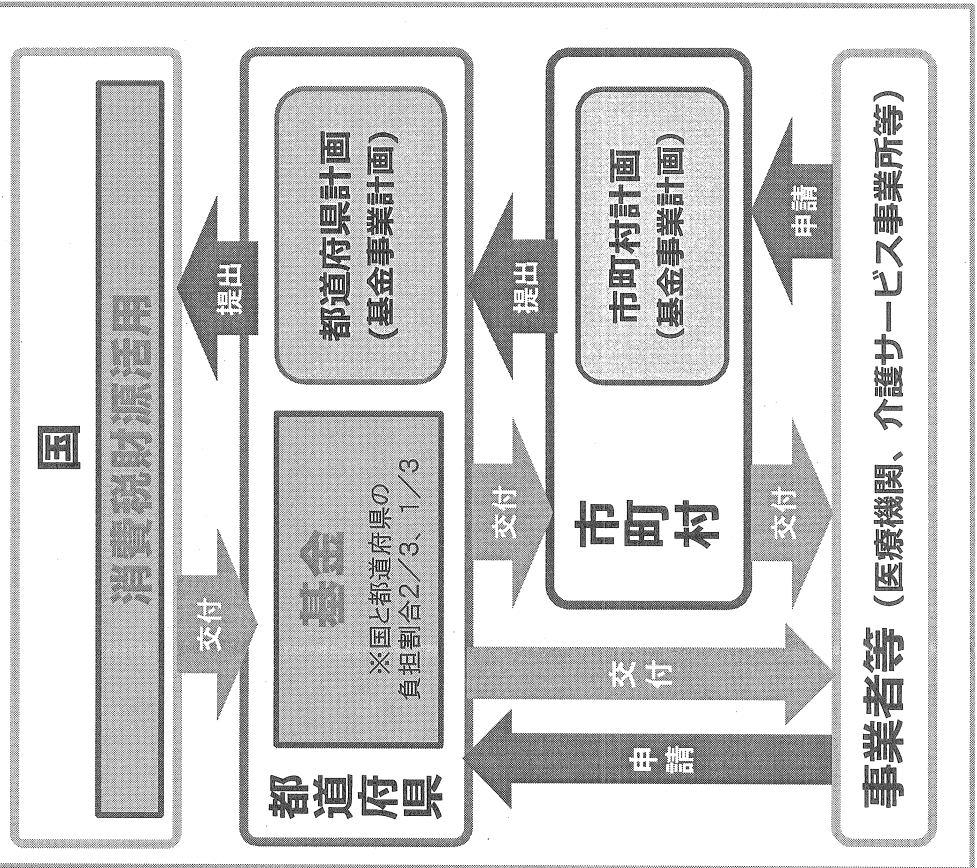 国
消費税財源活用
交付
提出
都道府県
基金
※国と都道府県の
負担割合2/3、1/3
都道府県計画
(基金事業計画)
申請
交付
交付
提出
市町村
市町村計画
(基金事業計画)
交付
申請
事業者等(医療機関、介護サービス事業所等)